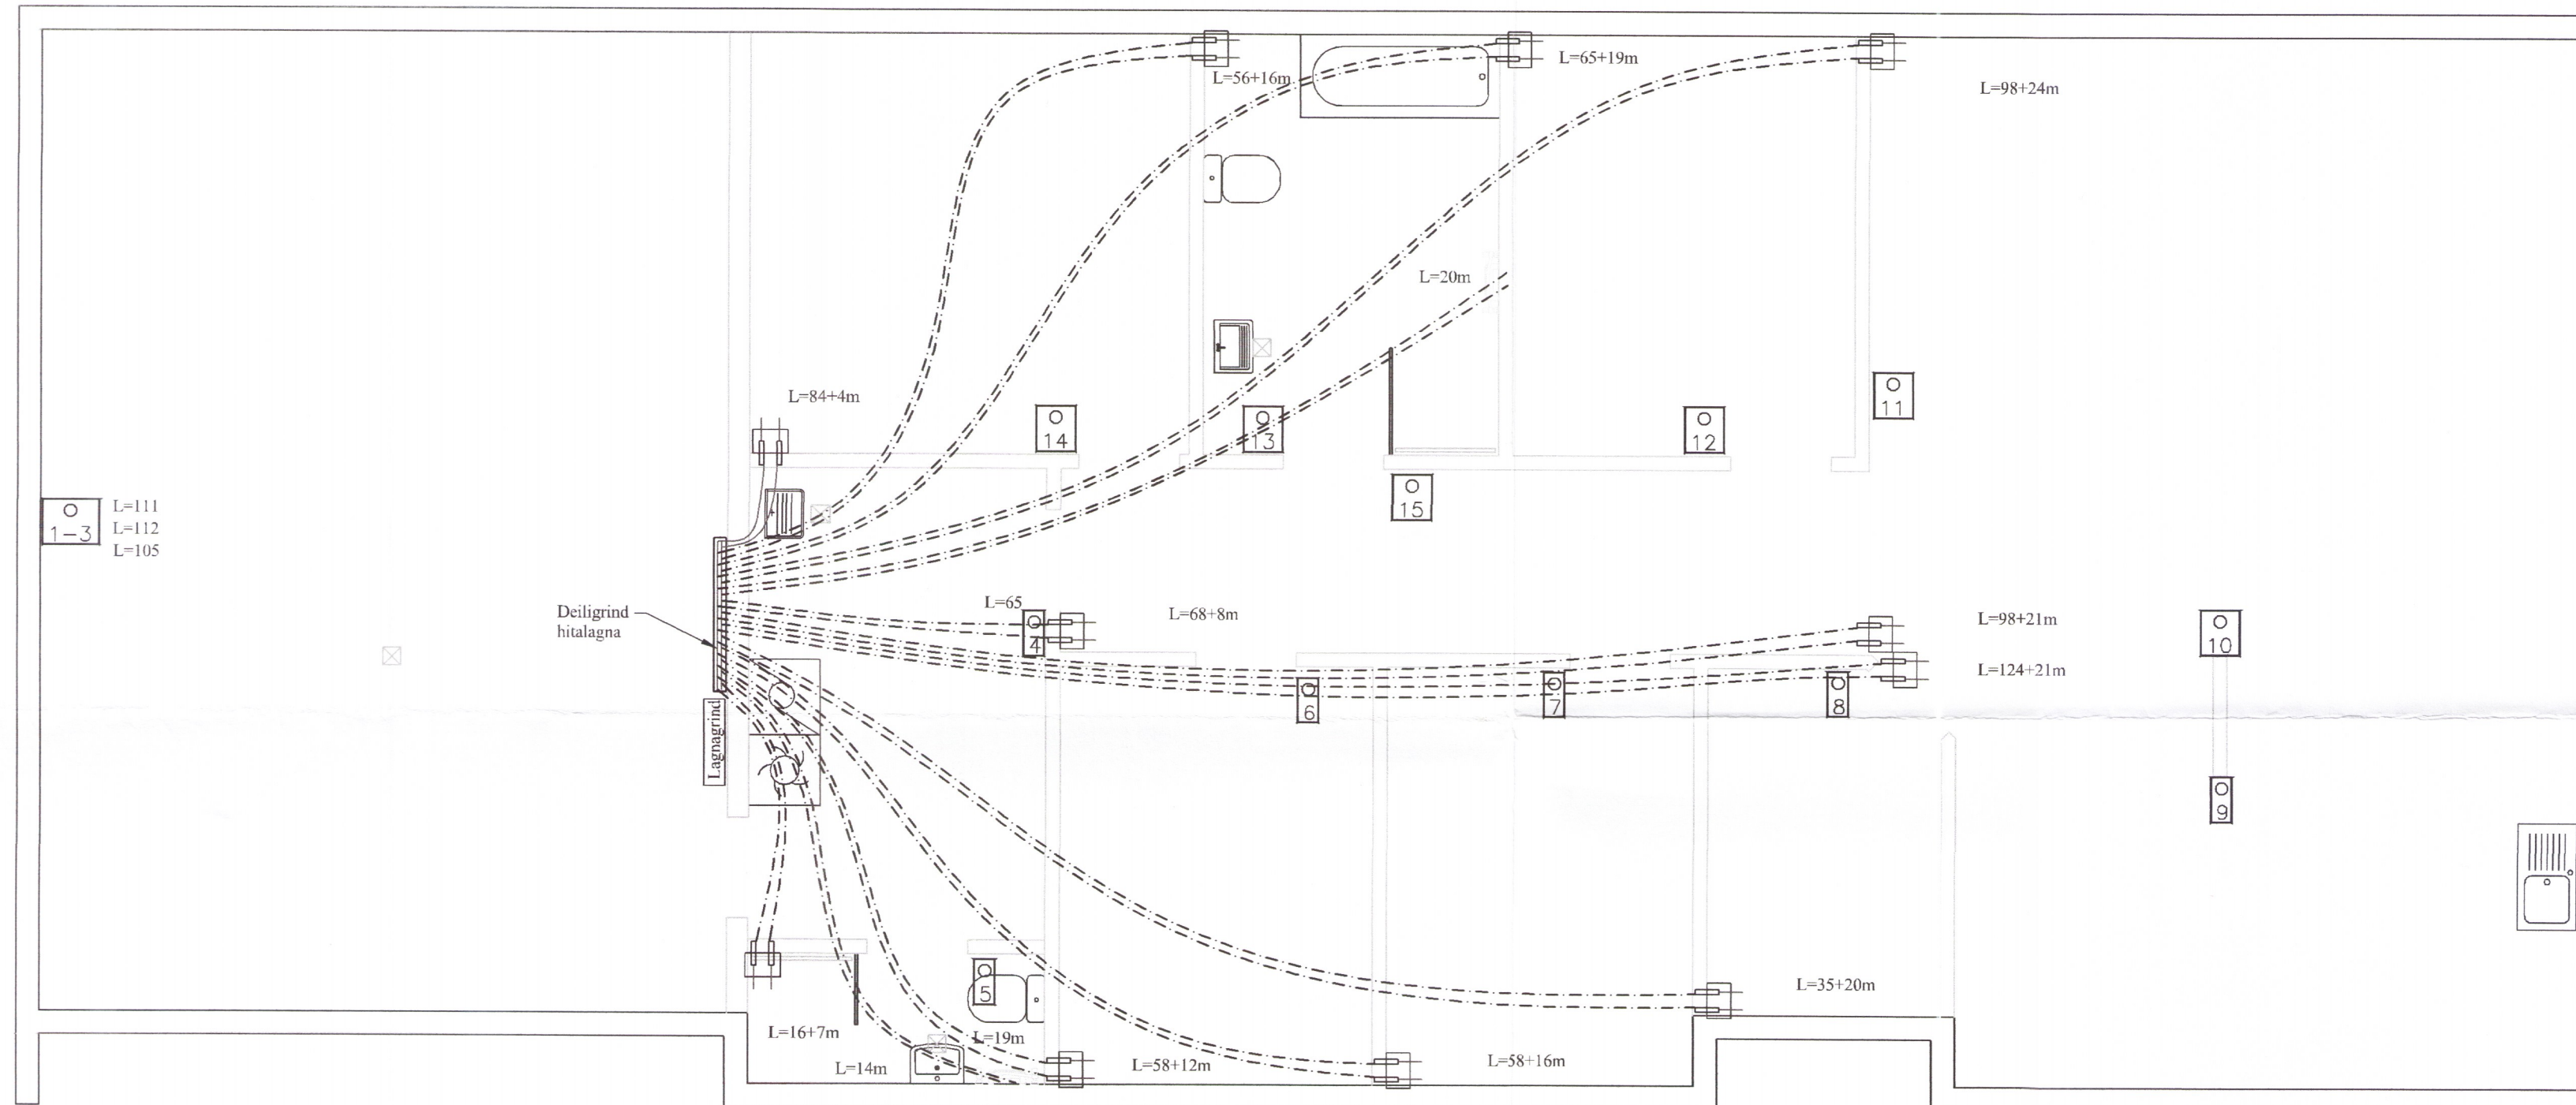 L=56+16m
L=65+19m
L=98+24m
L=20m
L=84+4m
14
13
12
11
15
1-3
L=111
L=112
L=105
Deiligrind
hitalagna
L=65
4
L=68+8m
L=98+21m
L=124+21m
10
6
7
8
9
Lagnagrind
5
L=16+7m
L=19m
L=14m
L=58+12m
L=58+16m
L=35+20m